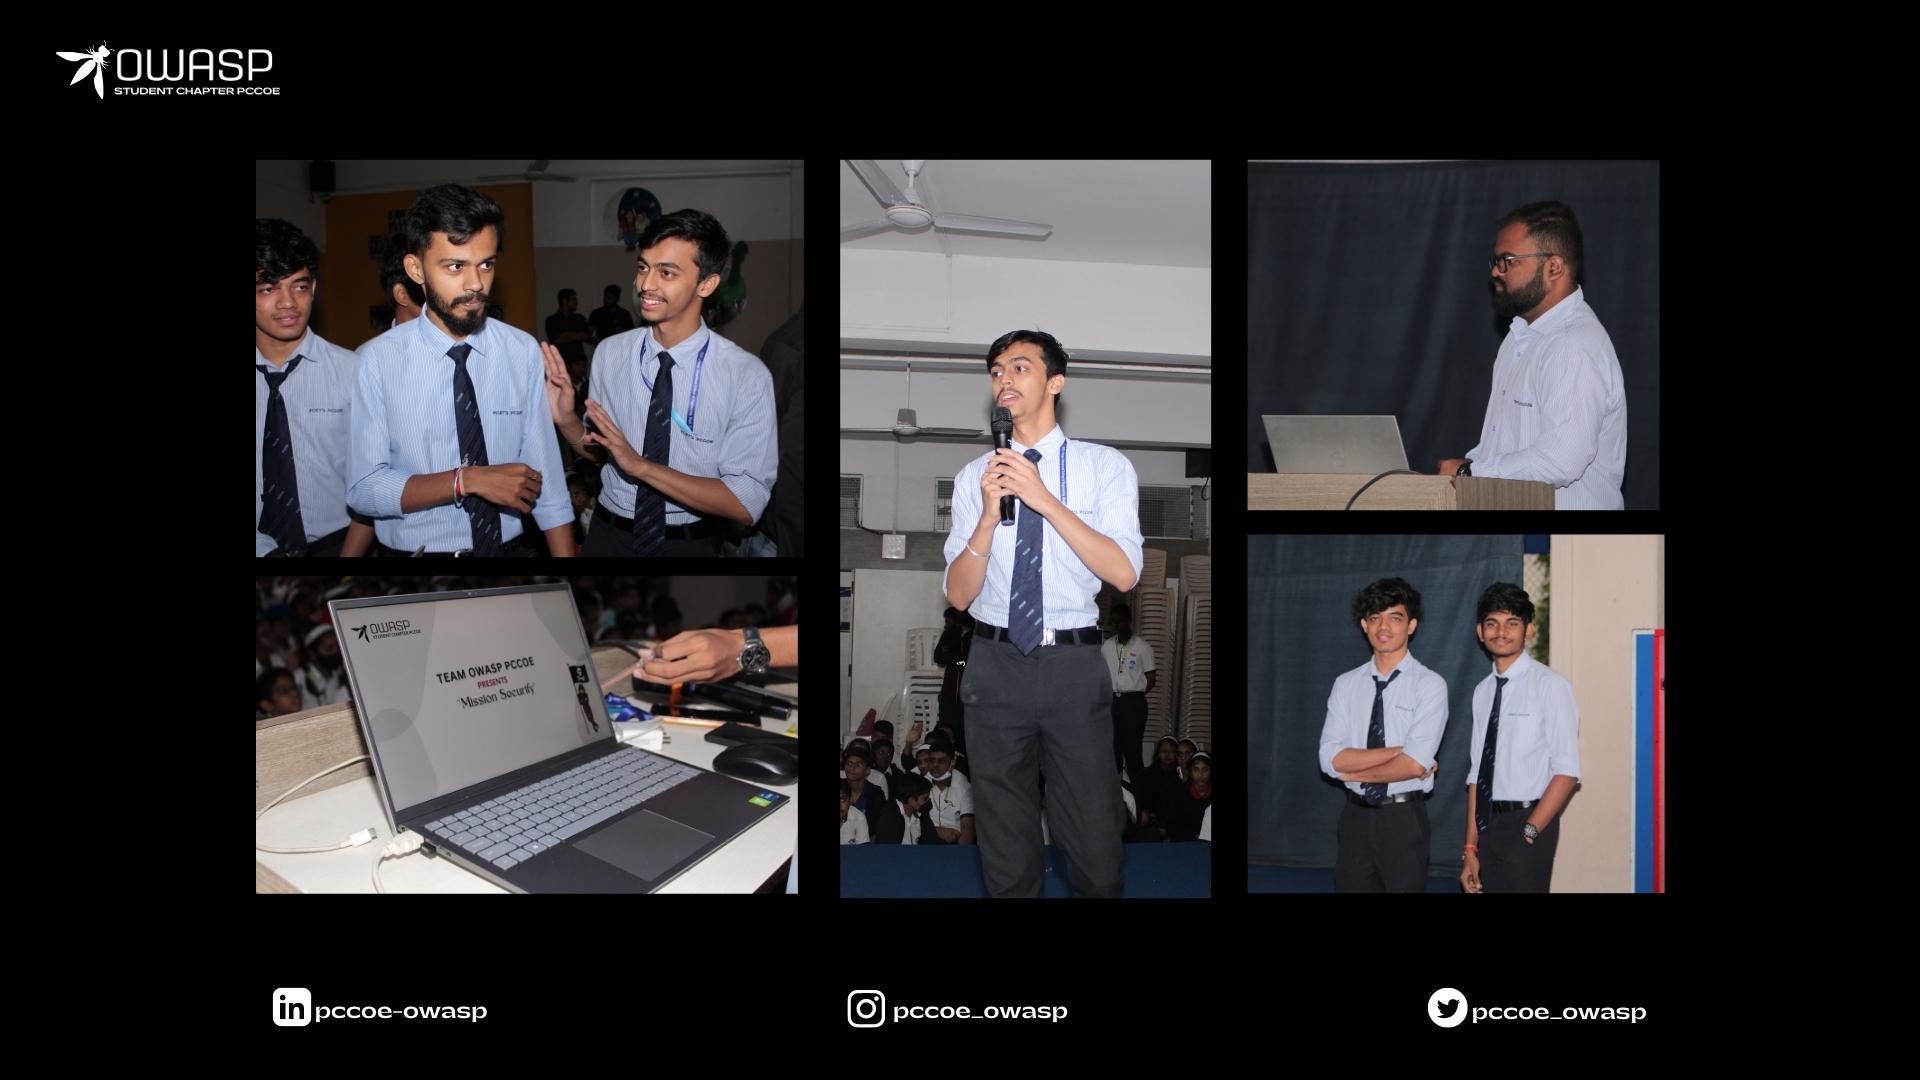 OWASP
STUDENT CHAPTER PCCOE
OWASP
STUDENT CHAPTER PCCOE
TEAM OWASP PCCOE
PRESENTS
"Mission Security"
pccoe-owasp
pccoe_owasp
pccoe_owasp